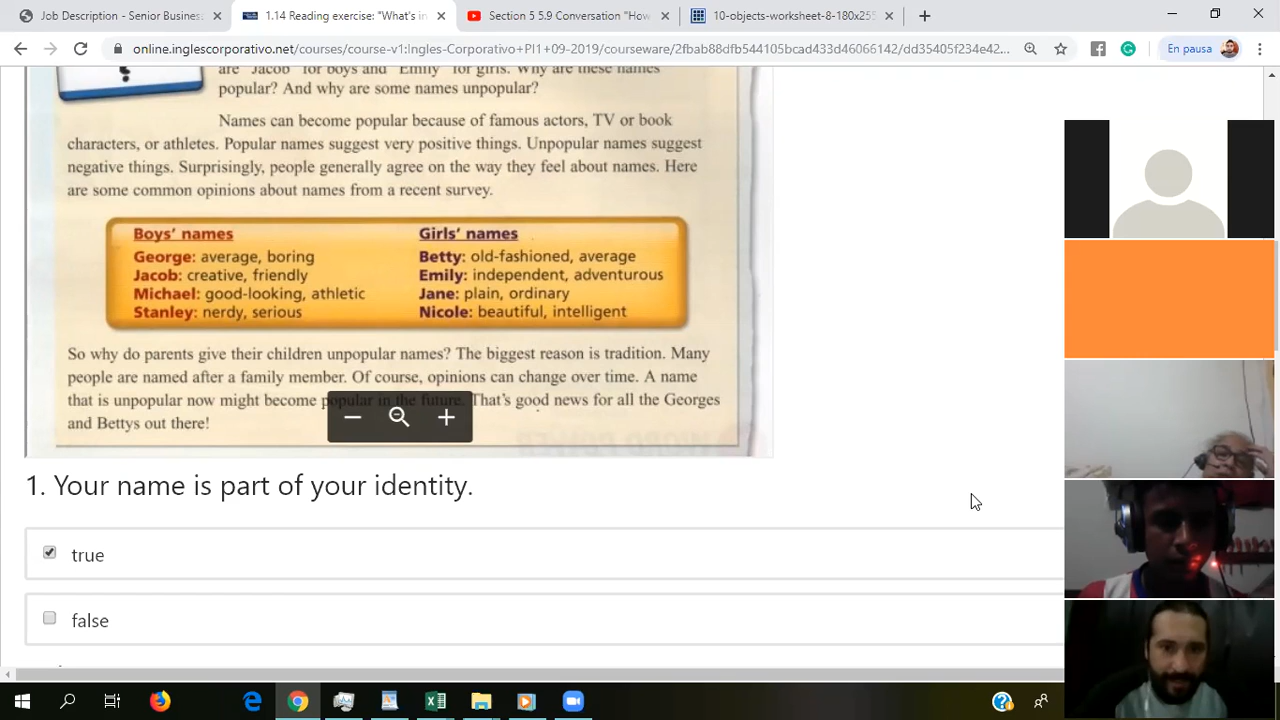 Job Description - Senior Business
1.14 Reading exercise: "What's in
Section 5 5.9 Conversation "How
10-objects-worksheet-8-180x255
online.inglescorporativo.net/courses/course-v1:Ingles-Corporativo+PI1+09-2019/courseware/2fbab88dfb544105bcad433d46066142/dd35405f234e42...
En pausa
are "Jacob" for boys and "Emily" for girls. Why are these names
popular? And why are some names unpopular?
Names can become popular because of famous actors, TV or book
characters, or athletes. Popular names suggest very positive things. Unpopular names suggest
negative things. Surprisingly, people generally agree on the way they feel about names. Here
are some common opinions about names from a recent survey.
Boys' names
George: average, boring
Jacob: creative, friendly
Michael: good-looking, athletic
Stanley: nerdy, serious
Girls' names
Betty: old-fashioned, average
Emily: independent, adventurous
Jane: plain, ordinary
Nicole: beautiful, intelligent
So why do parents give their children unpopular names? The biggest reason is tradition. Many
people are named after a family member. Of course, opinions can change over time. A name
that is unpopular now might become popular in the future. That's good news for all the Georges
and Bettys out there!
1. Your name is part of your identity.
true
false